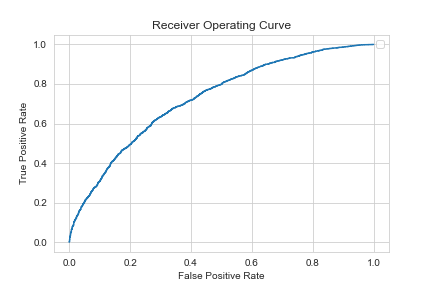 Receiver Operating Curve
1.0
0.8
0.6
0.4
0.2
0.0
True Positive Rate
0.0 0.2 0.4 0.6 0.8 1.0
False Positive Rate